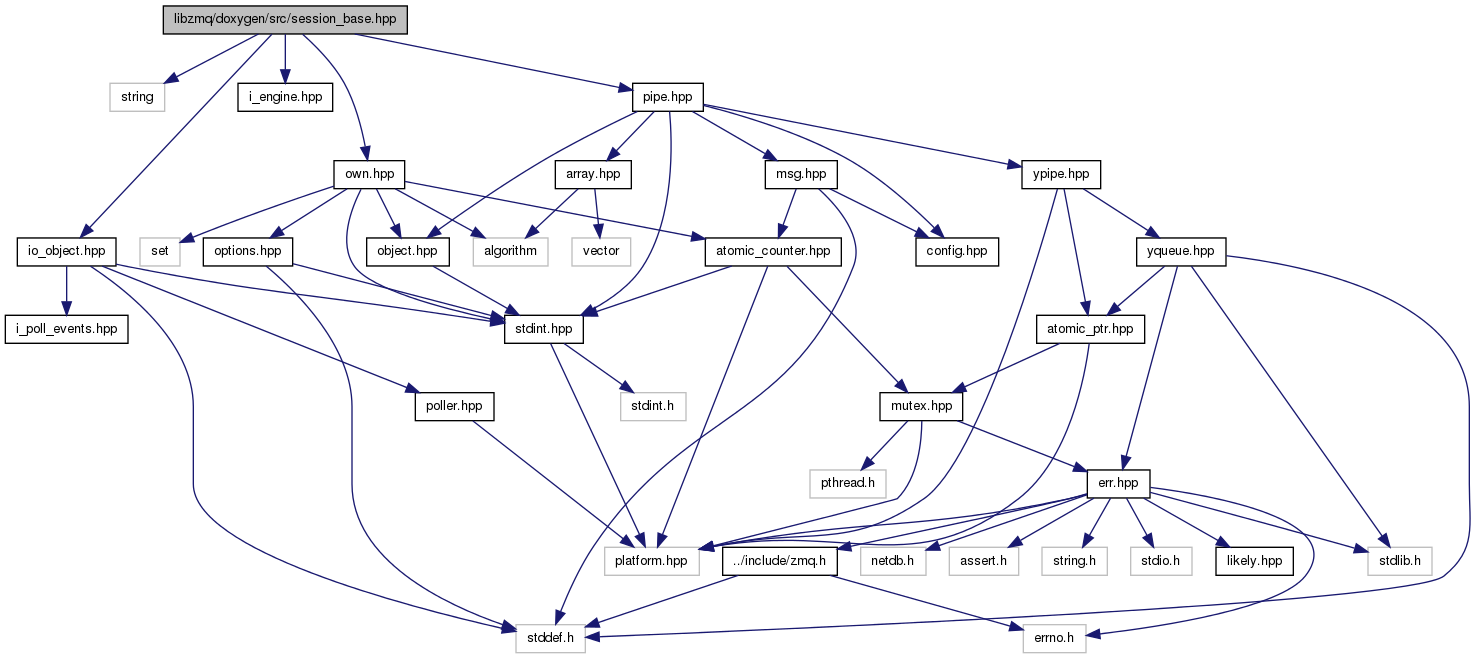 libzmq/doxygen/src/session_base.hpp
string
i_engine.hpp
pipe.hpp
own.hpp
array.hpp
msg.hpp
ypipe.hpp
io_object.hpp
set
options.hpp
object.hpp
algorithm
vector
atomic_counter.hpp
config.hpp
yqueue.hpp
i_poll_events.hpp
stdint.hpp
atomic_ptr.hpp
poller.hpp
stdint.h
mutex.hpp
pthread.h
err.hpp
platform.hpp
../include/zmq.h
netdb.h
assert.h
string.h
stdio.h
likely.hpp
stdlib.h
stddef.h
errno.h